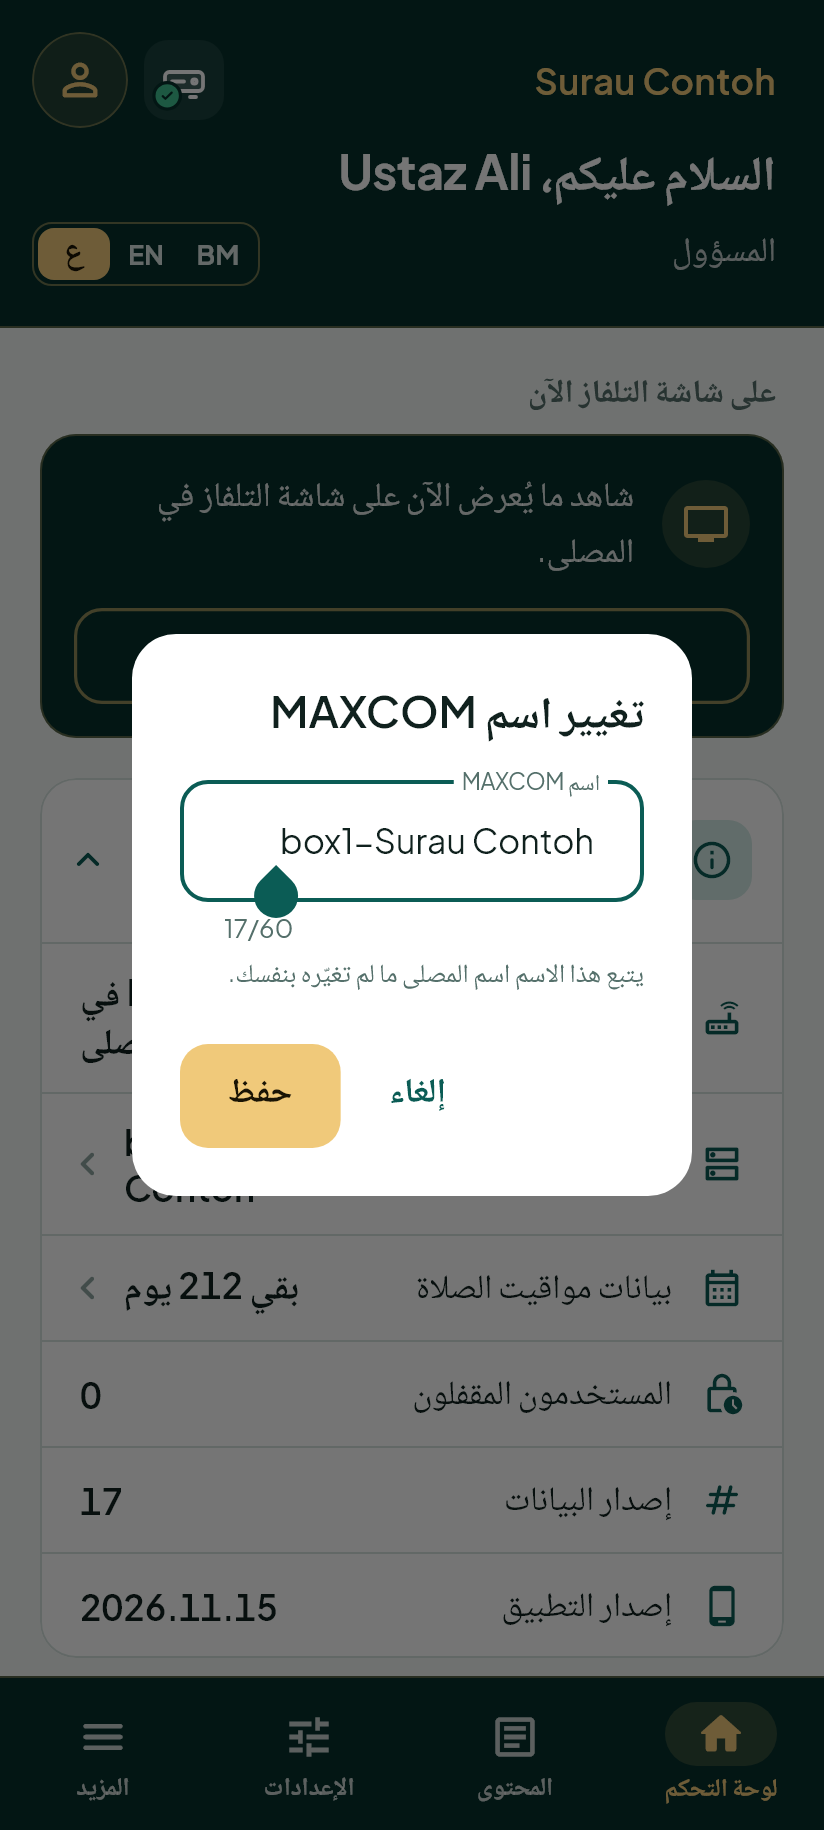 Surau Contoh
السلام عليكم، Ustaz Ali
المسؤول
ع EN BM
على شاشة التلفاز الآن
شاهد ما يُعرض الآن على شاشة التلفاز في
المصلى.
تغيير اسم MAXCOM
اسم MAXCOM
box1-Surau Contoh
17/60
يتبع هذا الاسم اسم المصلى ما لم تغيّره بنفسك.
إلغاء
حفظ
في
Contoh
بيانات مواقيت الصلاة
بقي 212 يوم
المستخدمون المقفلون
0
إصدار البيانات
17
إصدار التطبيق
2026.11.15
لوحة التحكم
المحتوى
الإعدادات
المزيد